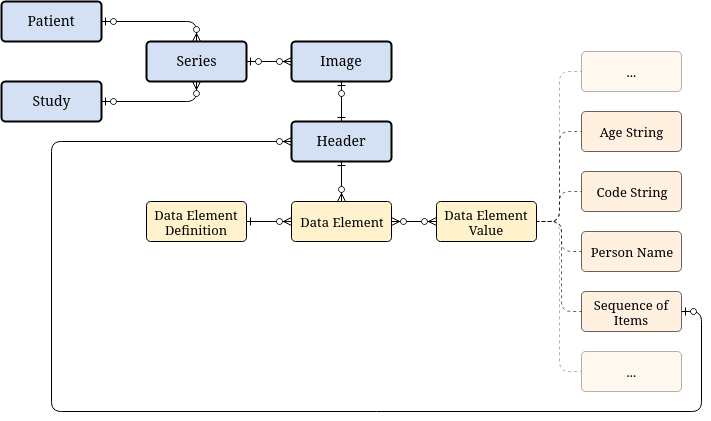 Patient
Series
Image
Study
Header
Data Element
Definition
Data Element
Data Element
Value
...
Age String
Code String
Person Name
Sequence of
Items
...